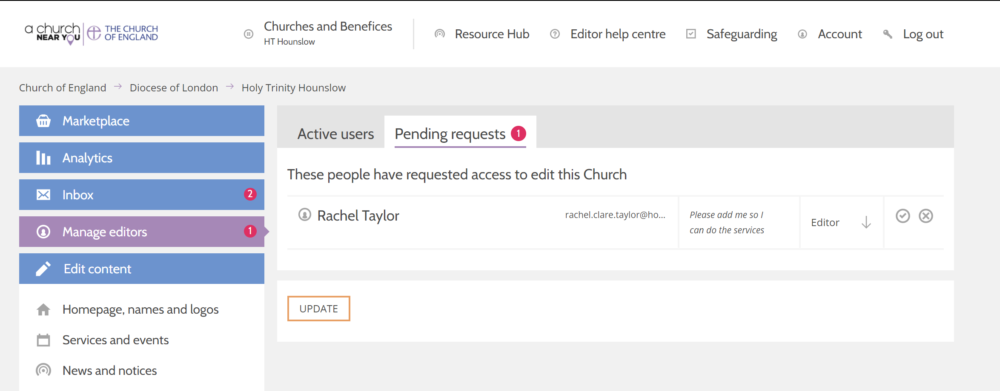 a church
NEAR YOU
THE CHURCH
OF ENGLAND
Churches and Benefices
HT Hounslow
Resource Hub
Editor help centre
Safeguarding
Account
Log out
Church of England → Diocese of London → Holy Trinity Hounslow
Marketplace
Analytics
Inbox 2
Manage editors 1
Edit content
Homepage, names and logos
Services and events
News and notices
Active users
Pending requests 1
These people have requested access to edit this Church
Rachel Taylor
rachel.clare.taylor@ho...
Please add me so I
can do the services
Editor
UPDATE